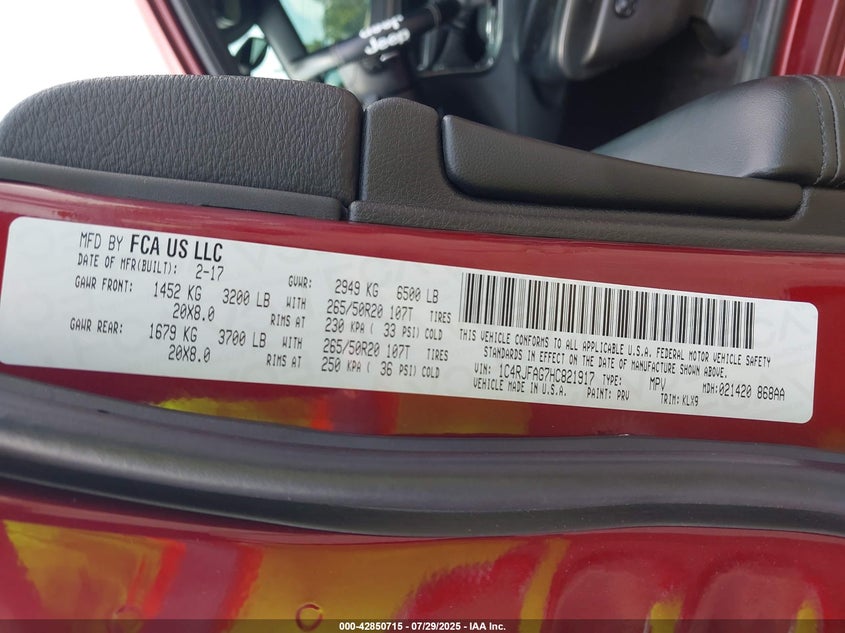 Jeep
Jeep
MFD BY FCA US LLC
DATE OF MFR(BUILT): 2-17 GVWR: 2949 KG 6500 LB
GAWR FRONT: 1452 KG 3200 LB WITH 265/50R20 107T TIRES
20X8.0 RIMS AT 230 KPA ( 33 PSI) COLD
GAWR REAR: 1679 KG 3700 LB WITH 265/50R20 107T TIRES
20X8.0 RIMS AT 250 KPA ( 36 PSI) COLD
THIS VEHICLE CONFORMS TO ALL APPLICABLE U.S.A. FEDERAL MOTOR VEHICLE SAFETY
STANDARDS IN EFFECT ON THE DATE OF MANUFACTURE SHOWN ABOVE.
VIN: 1C4RJFAG7HC821917 TYPE: MPV MDH:021420 868AA
VEHICLE MADE IN U.S.A. PAINT: PRV TRIM:KLX9
000-42850715 - 07/29/2025 - IAA Inc.